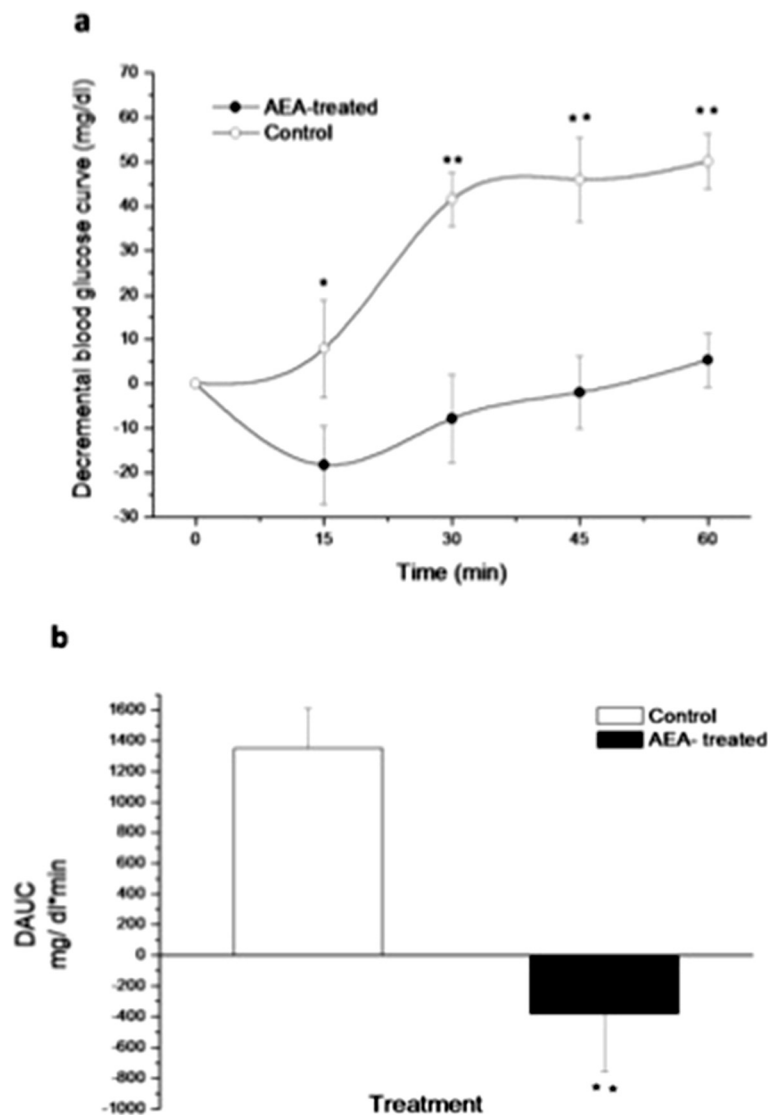 a
Decremental blood glucose curve (mg/dl)
70
60
50
40
30
20
10
0
-10
-20
-30
AEA-treated
Control
*
**
**
**
0 15 30 45 60
Time (min)
b
DAUC
mg/ dl*min
1600
1400
1200
1000
800
600
400
200
0
-200
-400
-600
-800
-1000
Control
AEA- treated
**
Treatment